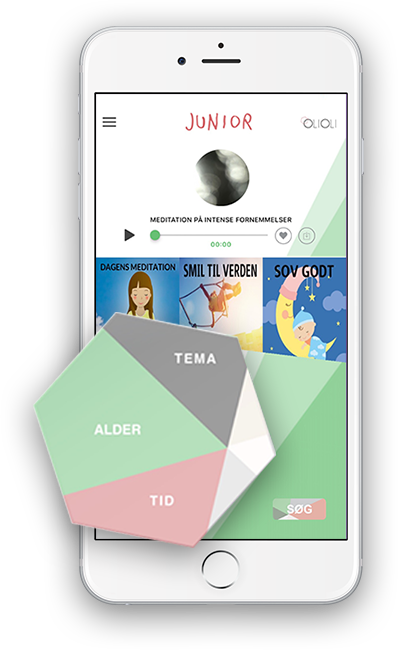 JUNIOR
OLIOLI
MEDITATION PÅ INTENSE FORNEMMELSER
00:00
DAGENS MEDITATION
SMIL TIL VERDEN
SOV GODT
TEMA
ALDER
TID
SØG